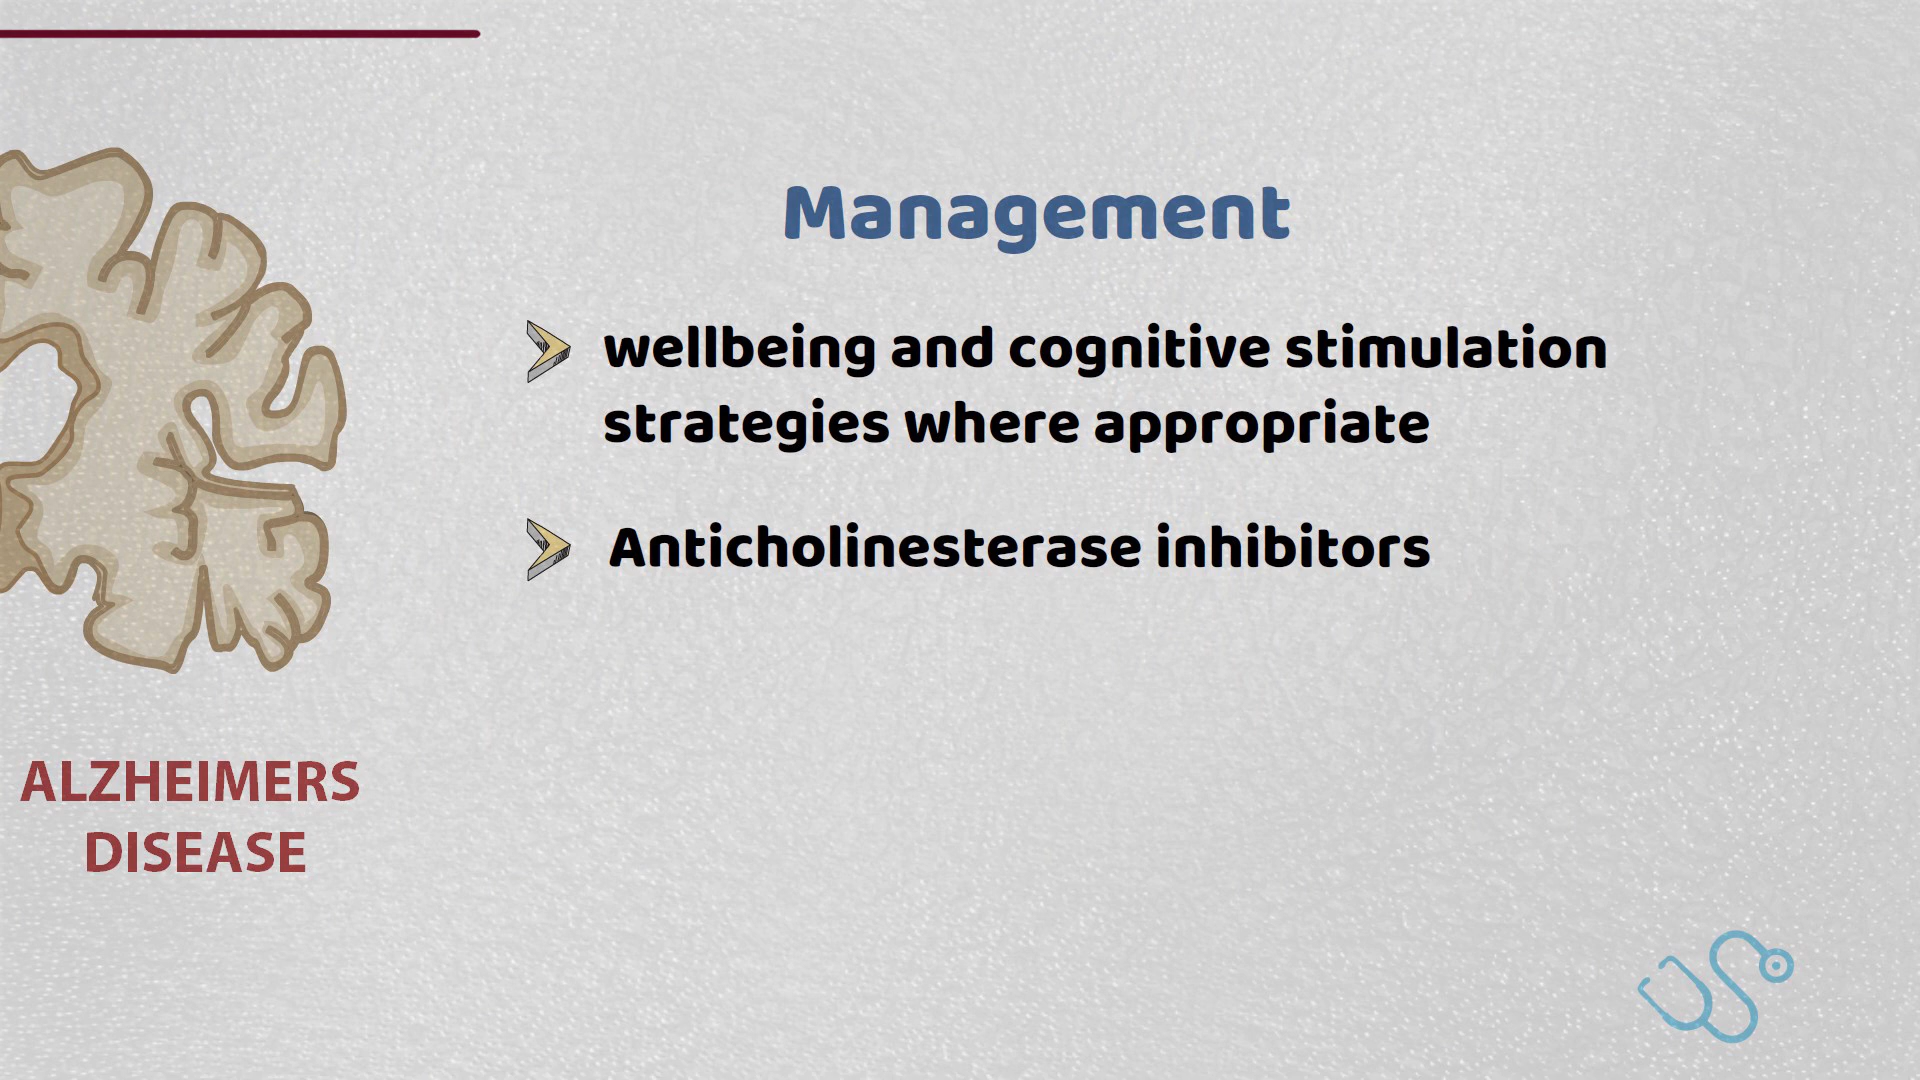 Management
wellbeing and cognitive stimulation
strategies where appropriate
Anticholinesterase inhibitors
ALZHEIMERS
DISEASE